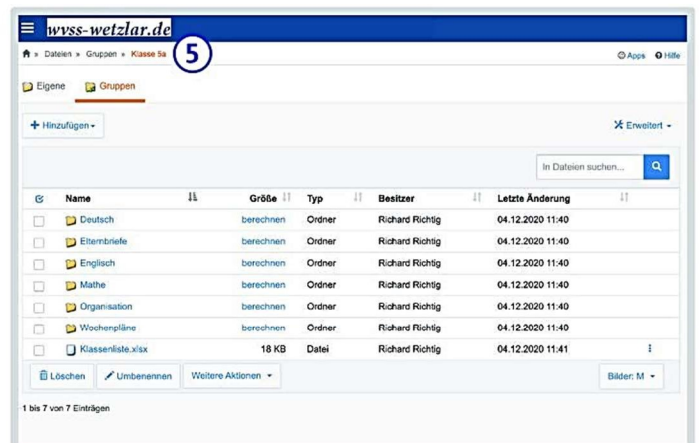 wvss-wetzlar.de
» Dateien » Gruppen » Klasse 5a 5 Apps Hilfe
Eigene Gruppen
+ Hinzufügen Erweitert
In Dateien suchen...
Name Größe Typ Besitzer Letzte Änderung
Deutsch berechnen Ordner Richard Richtig 04.12.2020 11:40
Elternbriefe berechnen Ordner Richard Richtig 04.12.2020 11:40
Englisch berechnen Ordner Richard Richtig 04.12.2020 11:40
Mathe berechnen Ordner Richard Richtig 04.12.2020 11:40
Organisation berechnen Ordner Richard Richtig 04.12.2020 11:40
Wochenpläne berechnen Ordner Richard Richtig 04.12.2020 11:40
Klassenliste.xlsx 18 KB Datei Richard Richtig 04.12.2020 11:41
Löschen Umbenennen Weitere Aktionen Bilder: M
1 bis 7 von 7 Einträgen